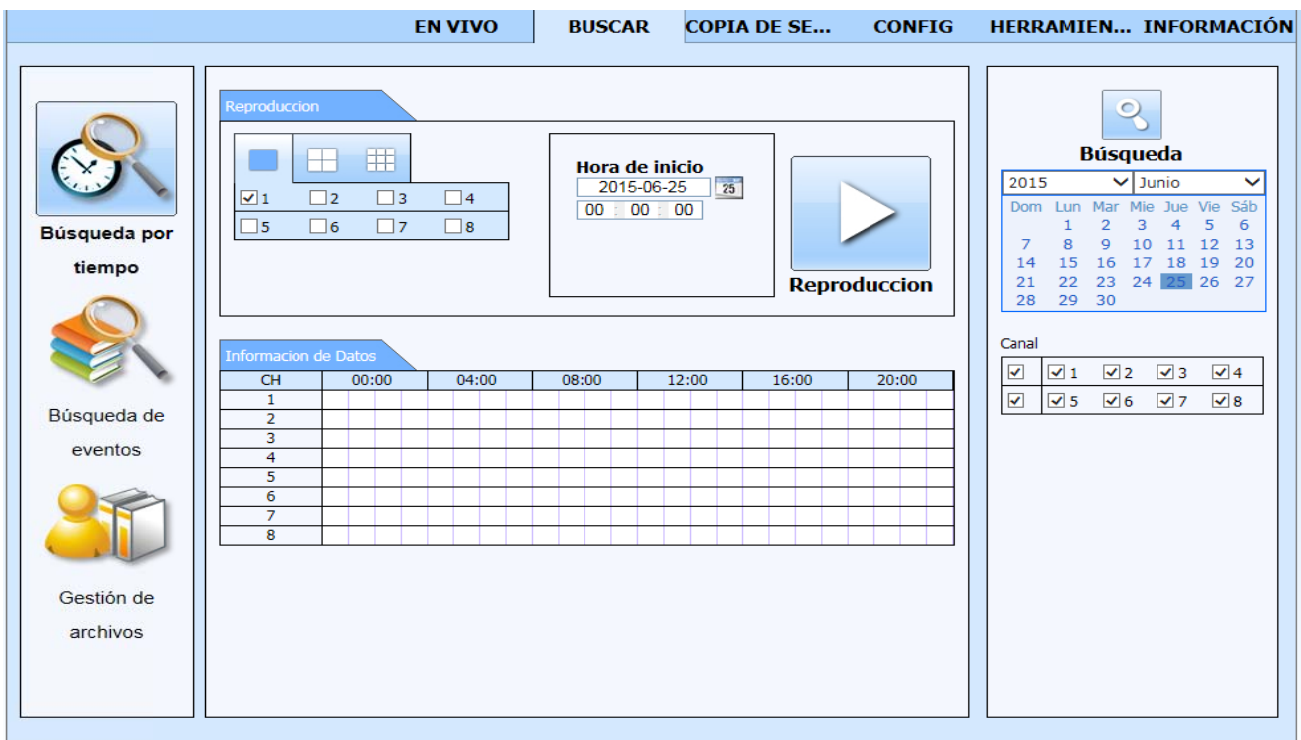 EN VIVO BUSCAR COPIA DE SE... CONFIG HERRAMIEN... INFORMACIÓN
Búsqueda por
tiempo
Búsqueda de
eventos
Gestión de
archivos
Reproduccion
1 2 3 4
5 6 7 8
Hora de inicio
2015-06-25 25
00 : 00 : 00
Reproduccion
Informacion de Datos
CH 00:00 04:00 08:00 12:00 16:00 20:00
1
2
3
4
5
6
7
8
Búsqueda
2015 Junio
Dom Lun Mar Mie Jue Vie Sáb
1 2 3 4 5 6
7 8 9 10 11 12 13
14 15 16 17 18 19 20
21 22 23 24 25 26 27
28 29 30
Canal
1 2 3 4
5 6 7 8